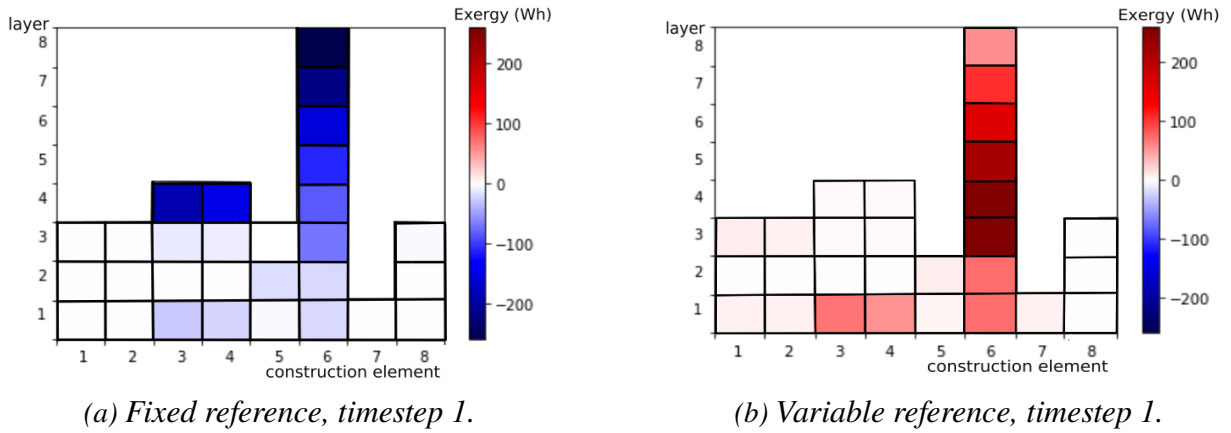 layer
8
7
6
5
4
3
2
1
1 2 3 4 5 6 7 8
construction element
Exergy (Wh)
200
100
0
−100
−200
(a) Fixed reference, timestep 1.
layer
8
7
6
5
4
3
2
1
1 2 3 4 5 6 7 8
construction element
Exergy (Wh)
200
100
0
−100
−200
(b) Variable reference, timestep 1.